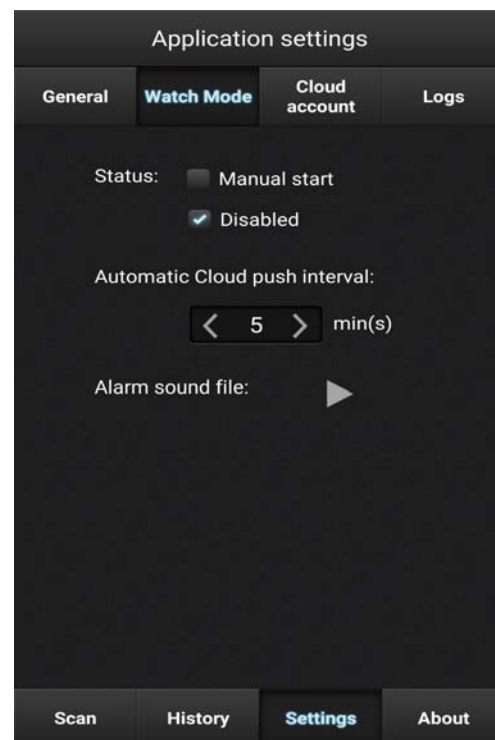 Application settings
General Watch Mode Cloud account Logs
Status: Manual start
Disabled
Automatic Cloud push interval:
5 min(s)
Alarm sound file:
Scan History Settings About